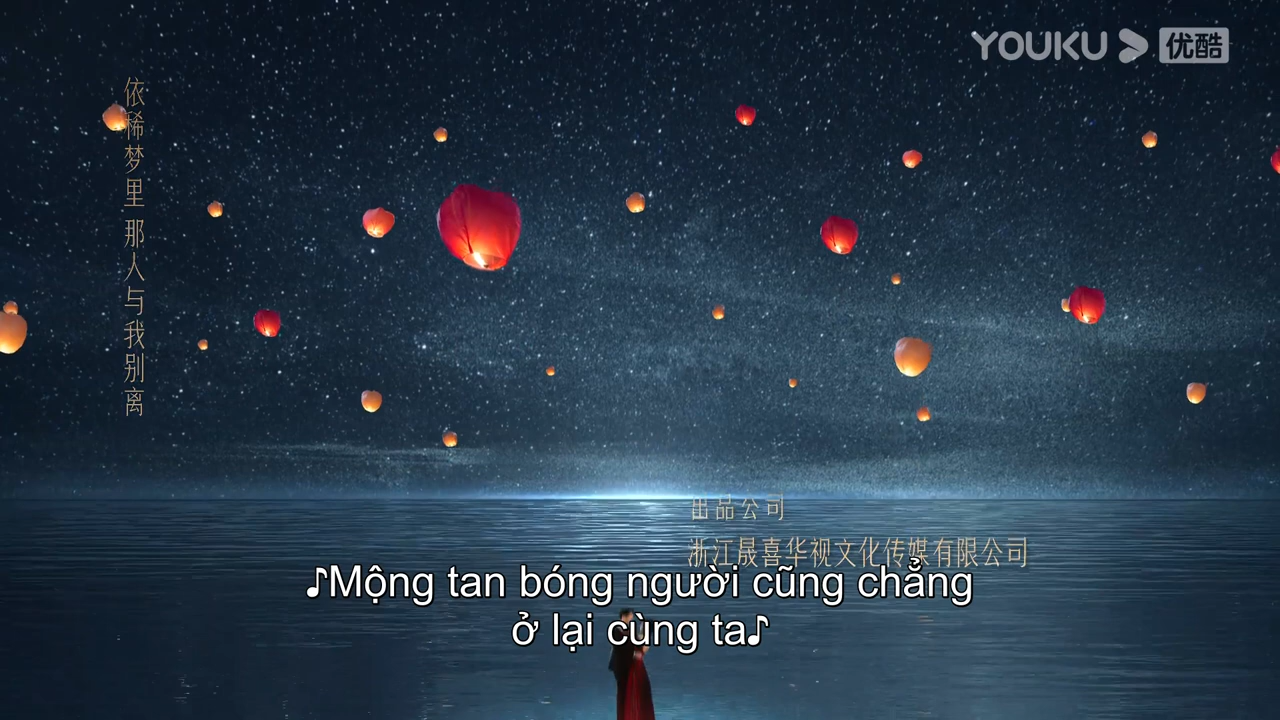 YOUKU 优酷
依稀梦里 那人与我别离
出品公司
浙江晟喜华视文化传媒有限公司
♪Mộng tan bóng người cũng chẳng
ở lại cùng ta♪